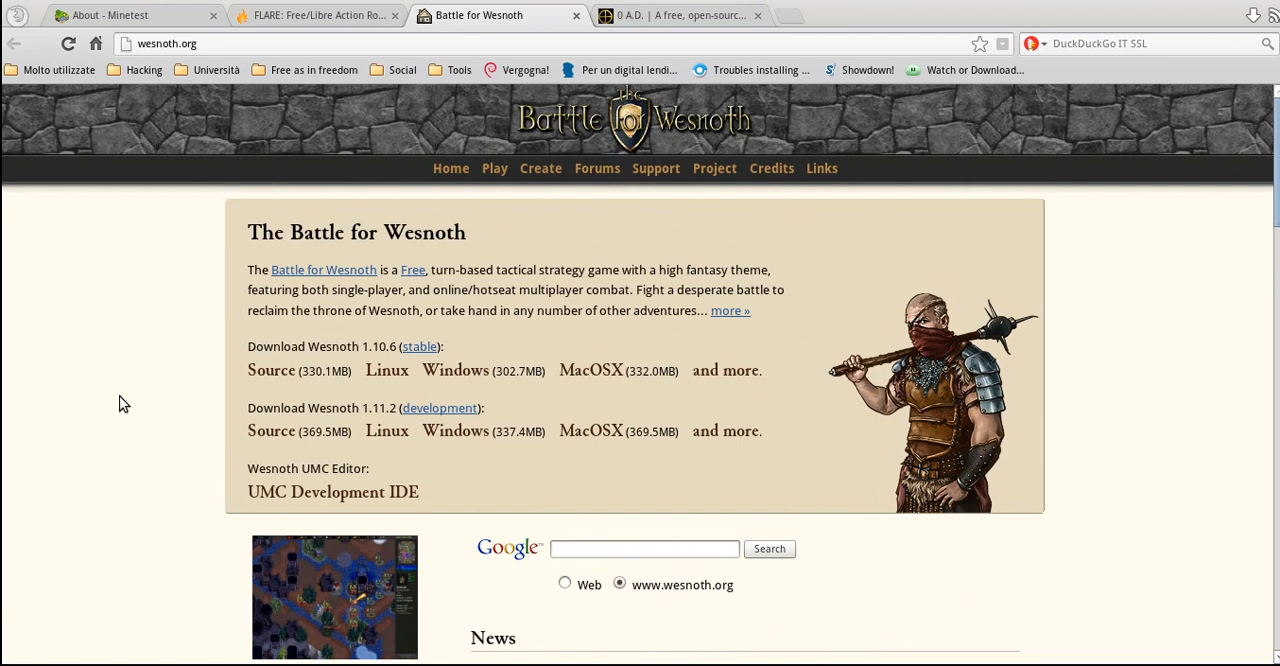 About - Minetest
FLARE: Free/Libre Action Ro...
Battle for Wesnoth
0 A.D. | A free, open-sourc...
wesnoth.org
DuckDuckGo IT SSL
Molto utilizzate
Hacking
Università
Free as in freedom
Social
Tools
Vergogna!
Per un digital lendi...
Troubles installing ...
Showdown!
Watch or Download...
the
Battle for Wesnoth
Home Play Create Forums Support Project Credits Links
The Battle for Wesnoth
The Battle for Wesnoth is a Free, turn-based tactical strategy game with a high fantasy theme,
featuring both single-player, and online/hotseat multiplayer combat. Fight a desperate battle to
reclaim the throne of Wesnoth, or take hand in any number of other adventures... more »
Download Wesnoth 1.10.6 (stable):
Source (330.1MB) Linux Windows (302.7MB) MacOSX (332.0MB) and more.
Download Wesnoth 1.11.2 (development):
Source (369.5MB) Linux Windows (337.4MB) MacOSX (369.5MB) and more.
Wesnoth UMC Editor:
UMC Development IDE
Google™ Search
Web www.wesnoth.org
News